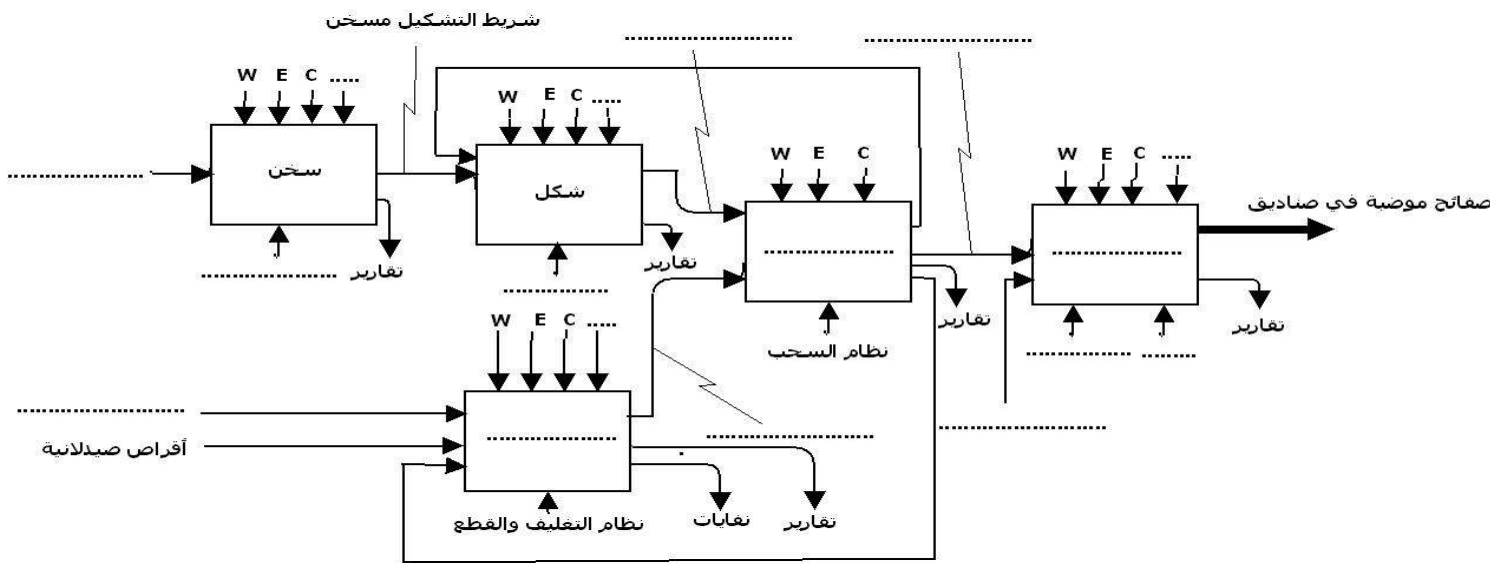 شريط التشكيل مسخن
.................................
.................................
W E C .....
W E C .....
W E C
W E C .....
.................................
سخن
شكل
.................................
.................................
صفائح موضبة في صناديق
.................................
تقارير
.........................
تقارير
تقارير
تقارير
نظام السحب
......................... .............
W E C .....
.................................
أقراص صيدلانية
.................................
.................................
.................................
نظام التغليف والقطع
نفايات
تقارير